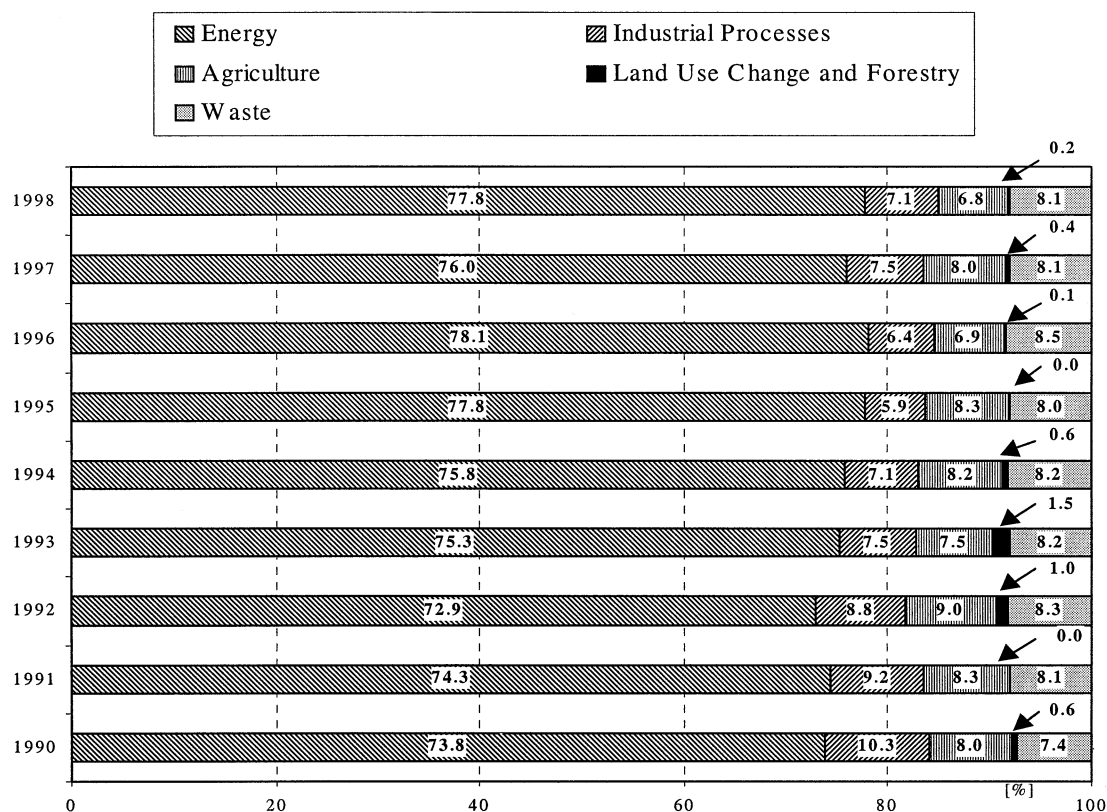 Energy Industrial Processes
Agriculture Land Use Change and Forestry
Waste
0.2
1998 77.8 7.1 6.8 8.1
0.4
1997 76.0 7.5 8.0 8.1
0.1
1996 78.1 6.4 6.9 8.5
0.0
1995 77.8 5.9 8.3 8.0
0.6
1994 75.8 7.1 8.2 8.2
1.5
1993 75.3 7.5 7.5 8.2
1.0
1992 72.9 8.8 9.0 8.3
0.0
1991 74.3 9.2 8.3 8.1
0.6
1990 73.8 10.3 8.0 7.4
[%]
0 20 40 60 80 100